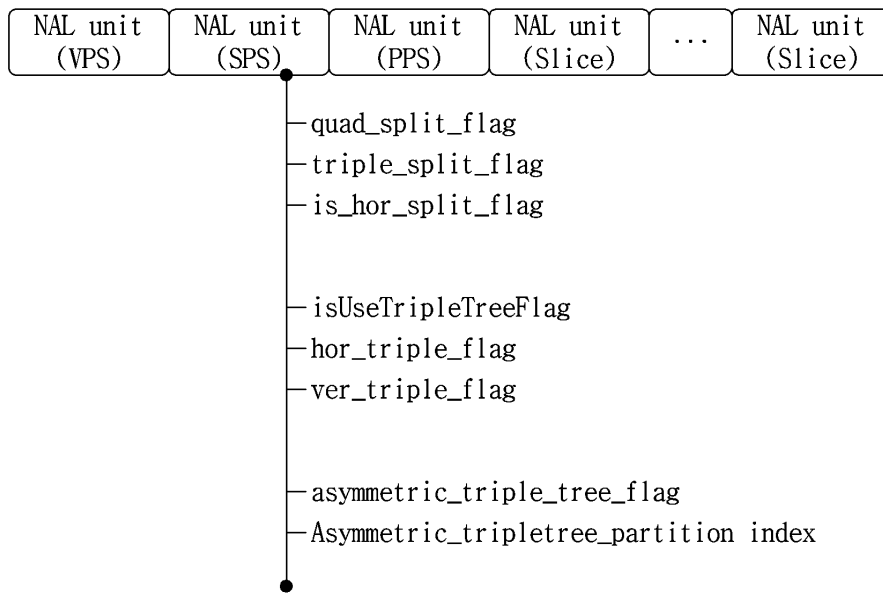 NAL unit NAL unit NAL unit NAL unit ... NAL unit
(VPS) (SPS) (PPS) (Slice) (Slice)
quad_split_flag
triple_split_flag
is_hor_split_flag
isUseTripleTreeFlag
hor_triple_flag
ver_triple_flag
asymmetric_triple_tree_flag
Asymmetric_tripletree_partition index